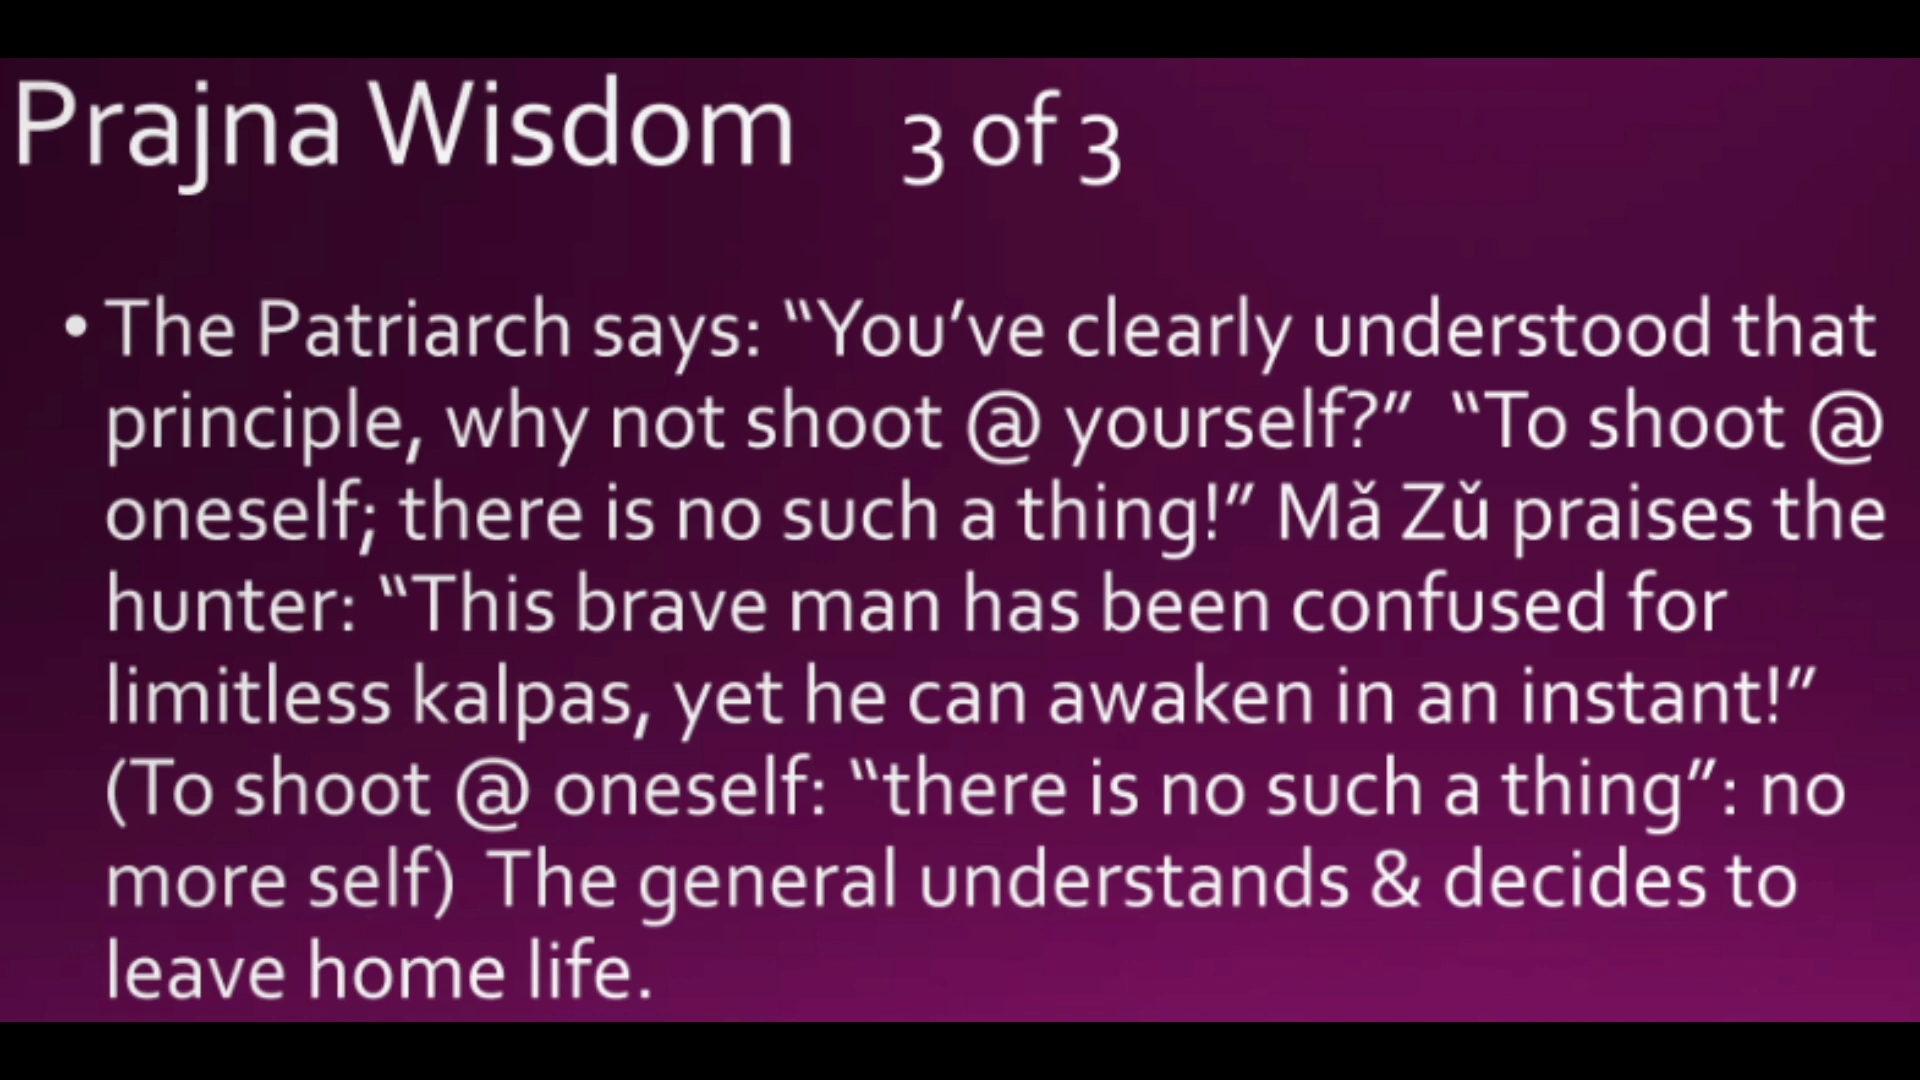 Prajna Wisdom 3 of 3
• The Patriarch says: “You’ve clearly understood that
principle, why not shoot @ yourself?” “To shoot @
oneself; there is no such a thing!” Mǎ Zǔ praises the
hunter: “This brave man has been confused for
limitless kalpas, yet he can awaken in an instant!”
(To shoot @ oneself: “there is no such a thing”: no
more self) The general understands & decides to
leave home life.